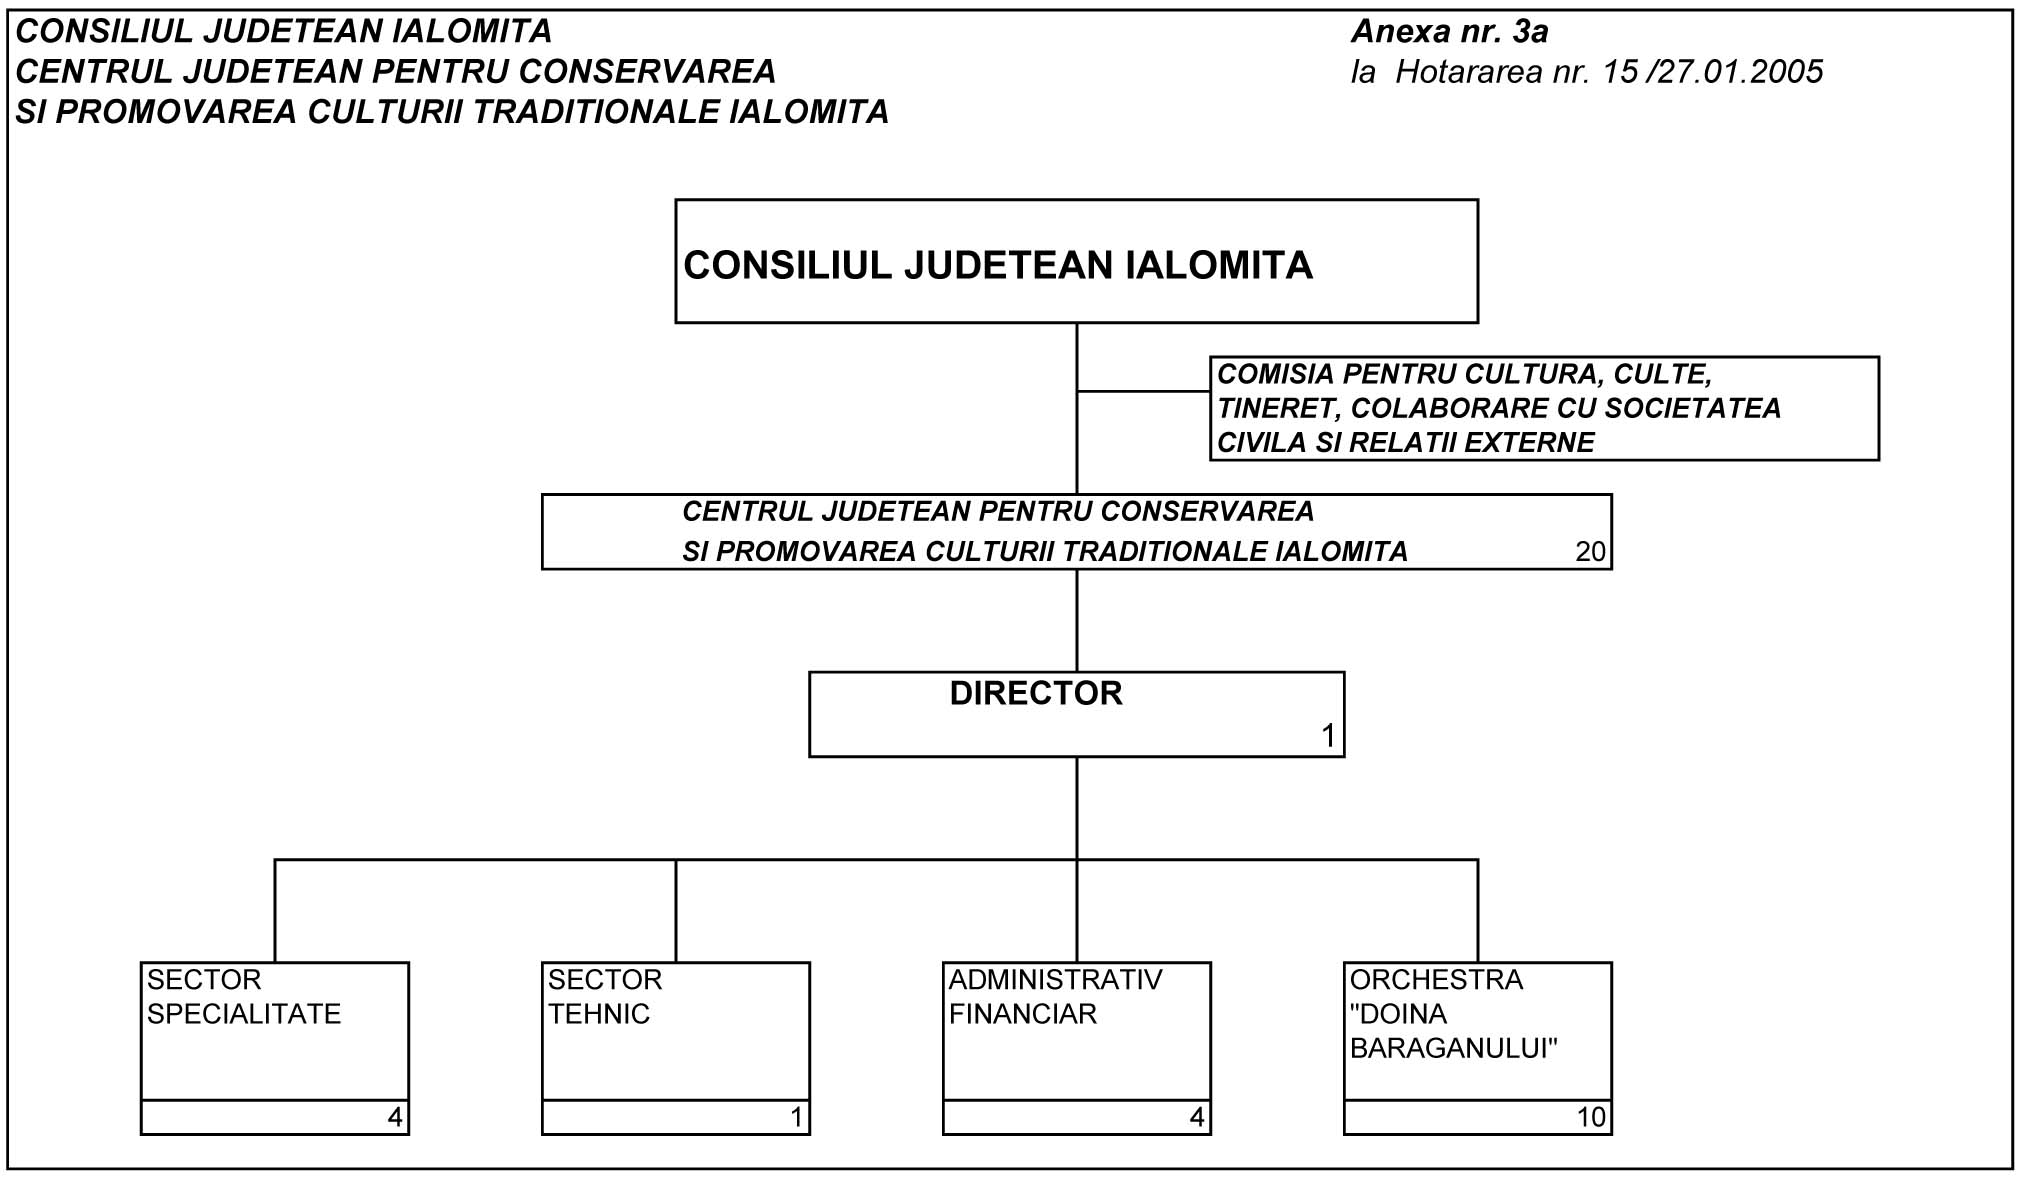 CONSILIUL JUDETEAN IALOMITA
CENTRUL JUDETEAN PENTRU CONSERVAREA
SI PROMOVAREA CULTURII TRADITIONALE IALOMITA
Anexa nr. 3a
la  Hotararea nr. 15 /27.01.2005
CONSILIUL JUDETEAN IALOMITA
COMISIA PENTRU CULTURA, CULTE,
TINERET, COLABORARE CU SOCIETATEA
CIVILA SI RELATII EXTERNE
CENTRUL JUDETEAN PENTRU CONSERVAREA
SI PROMOVAREA CULTURII TRADITIONALE IALOMITA 20
DIRECTOR
1
SECTOR
SPECIALITATE
4
SECTOR
TEHNIC
1
ADMINISTRATIV
FINANCIAR
4
ORCHESTRA
"DOINA
BARAGANULUI"
10